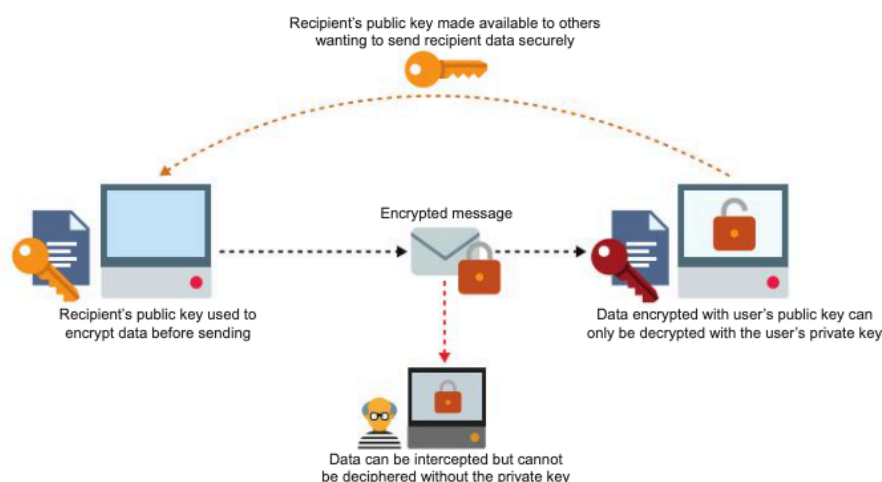 Recipient's public key made available to others
wanting to send recipient data securely
Encrypted message
Recipient's public key used to
encrypt data before sending
Data encrypted with user's public key can
only be decrypted with the user's private key
Data can be intercepted but cannot
be deciphered without the private key